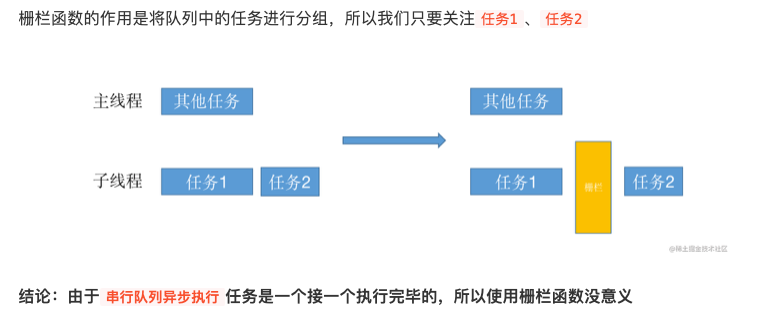 栅栏函数的作用是将队列中的任务进行分组，所以我们只要关注 任务1 、 任务2
主线程 其他任务 其他任务
子线程 任务1 任务2 任务1 栅栏 任务2
@稀土掘金技术社区
结论：由于 串行队列异步执行 任务是一个接一个执行完毕的，所以使用栅栏函数没意义